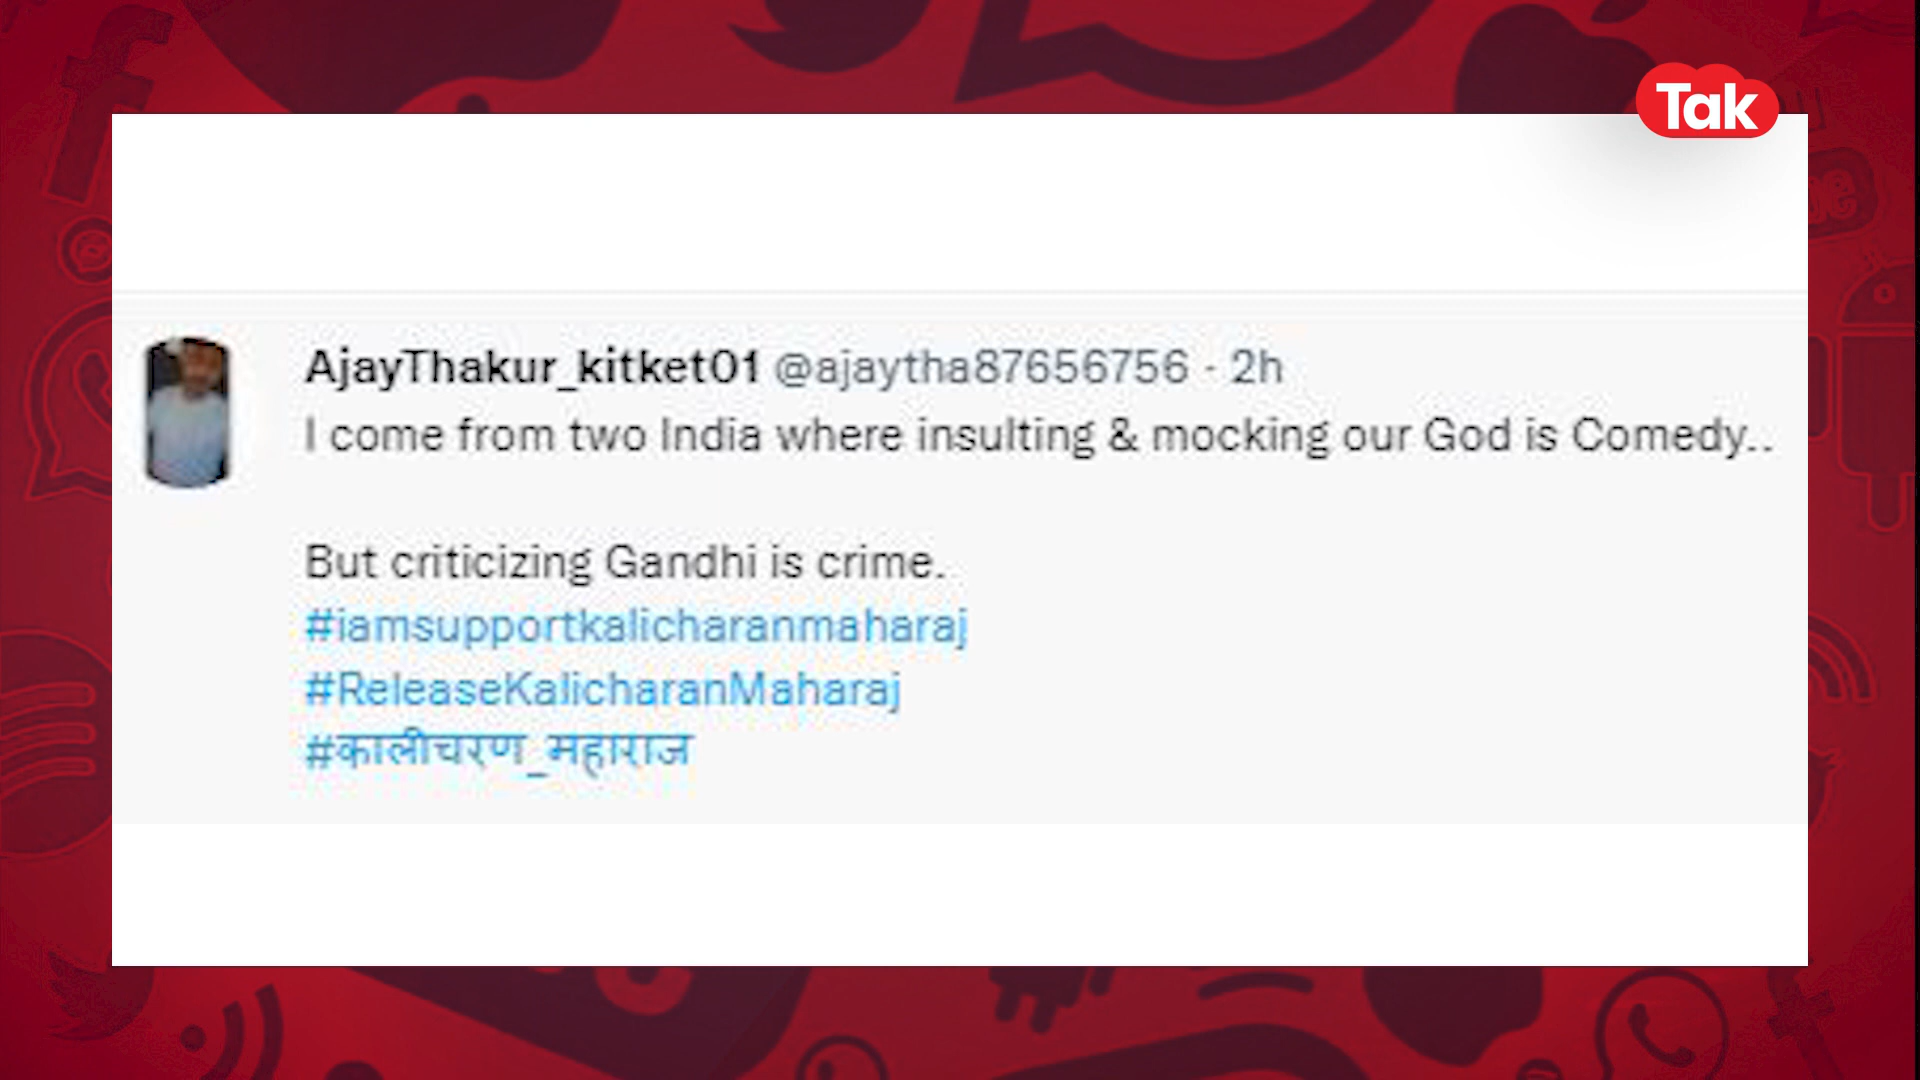 Tak
AjayThakur_kitket01 @ajaytha87656756 · 2h
I come from two India where insulting & mocking our God is Comedy..
But criticizing Gandhi is crime.
#iamsupportkalicharanmaharaj
#ReleaseKalicharanMaharaj
#कालीचरण_महाराज